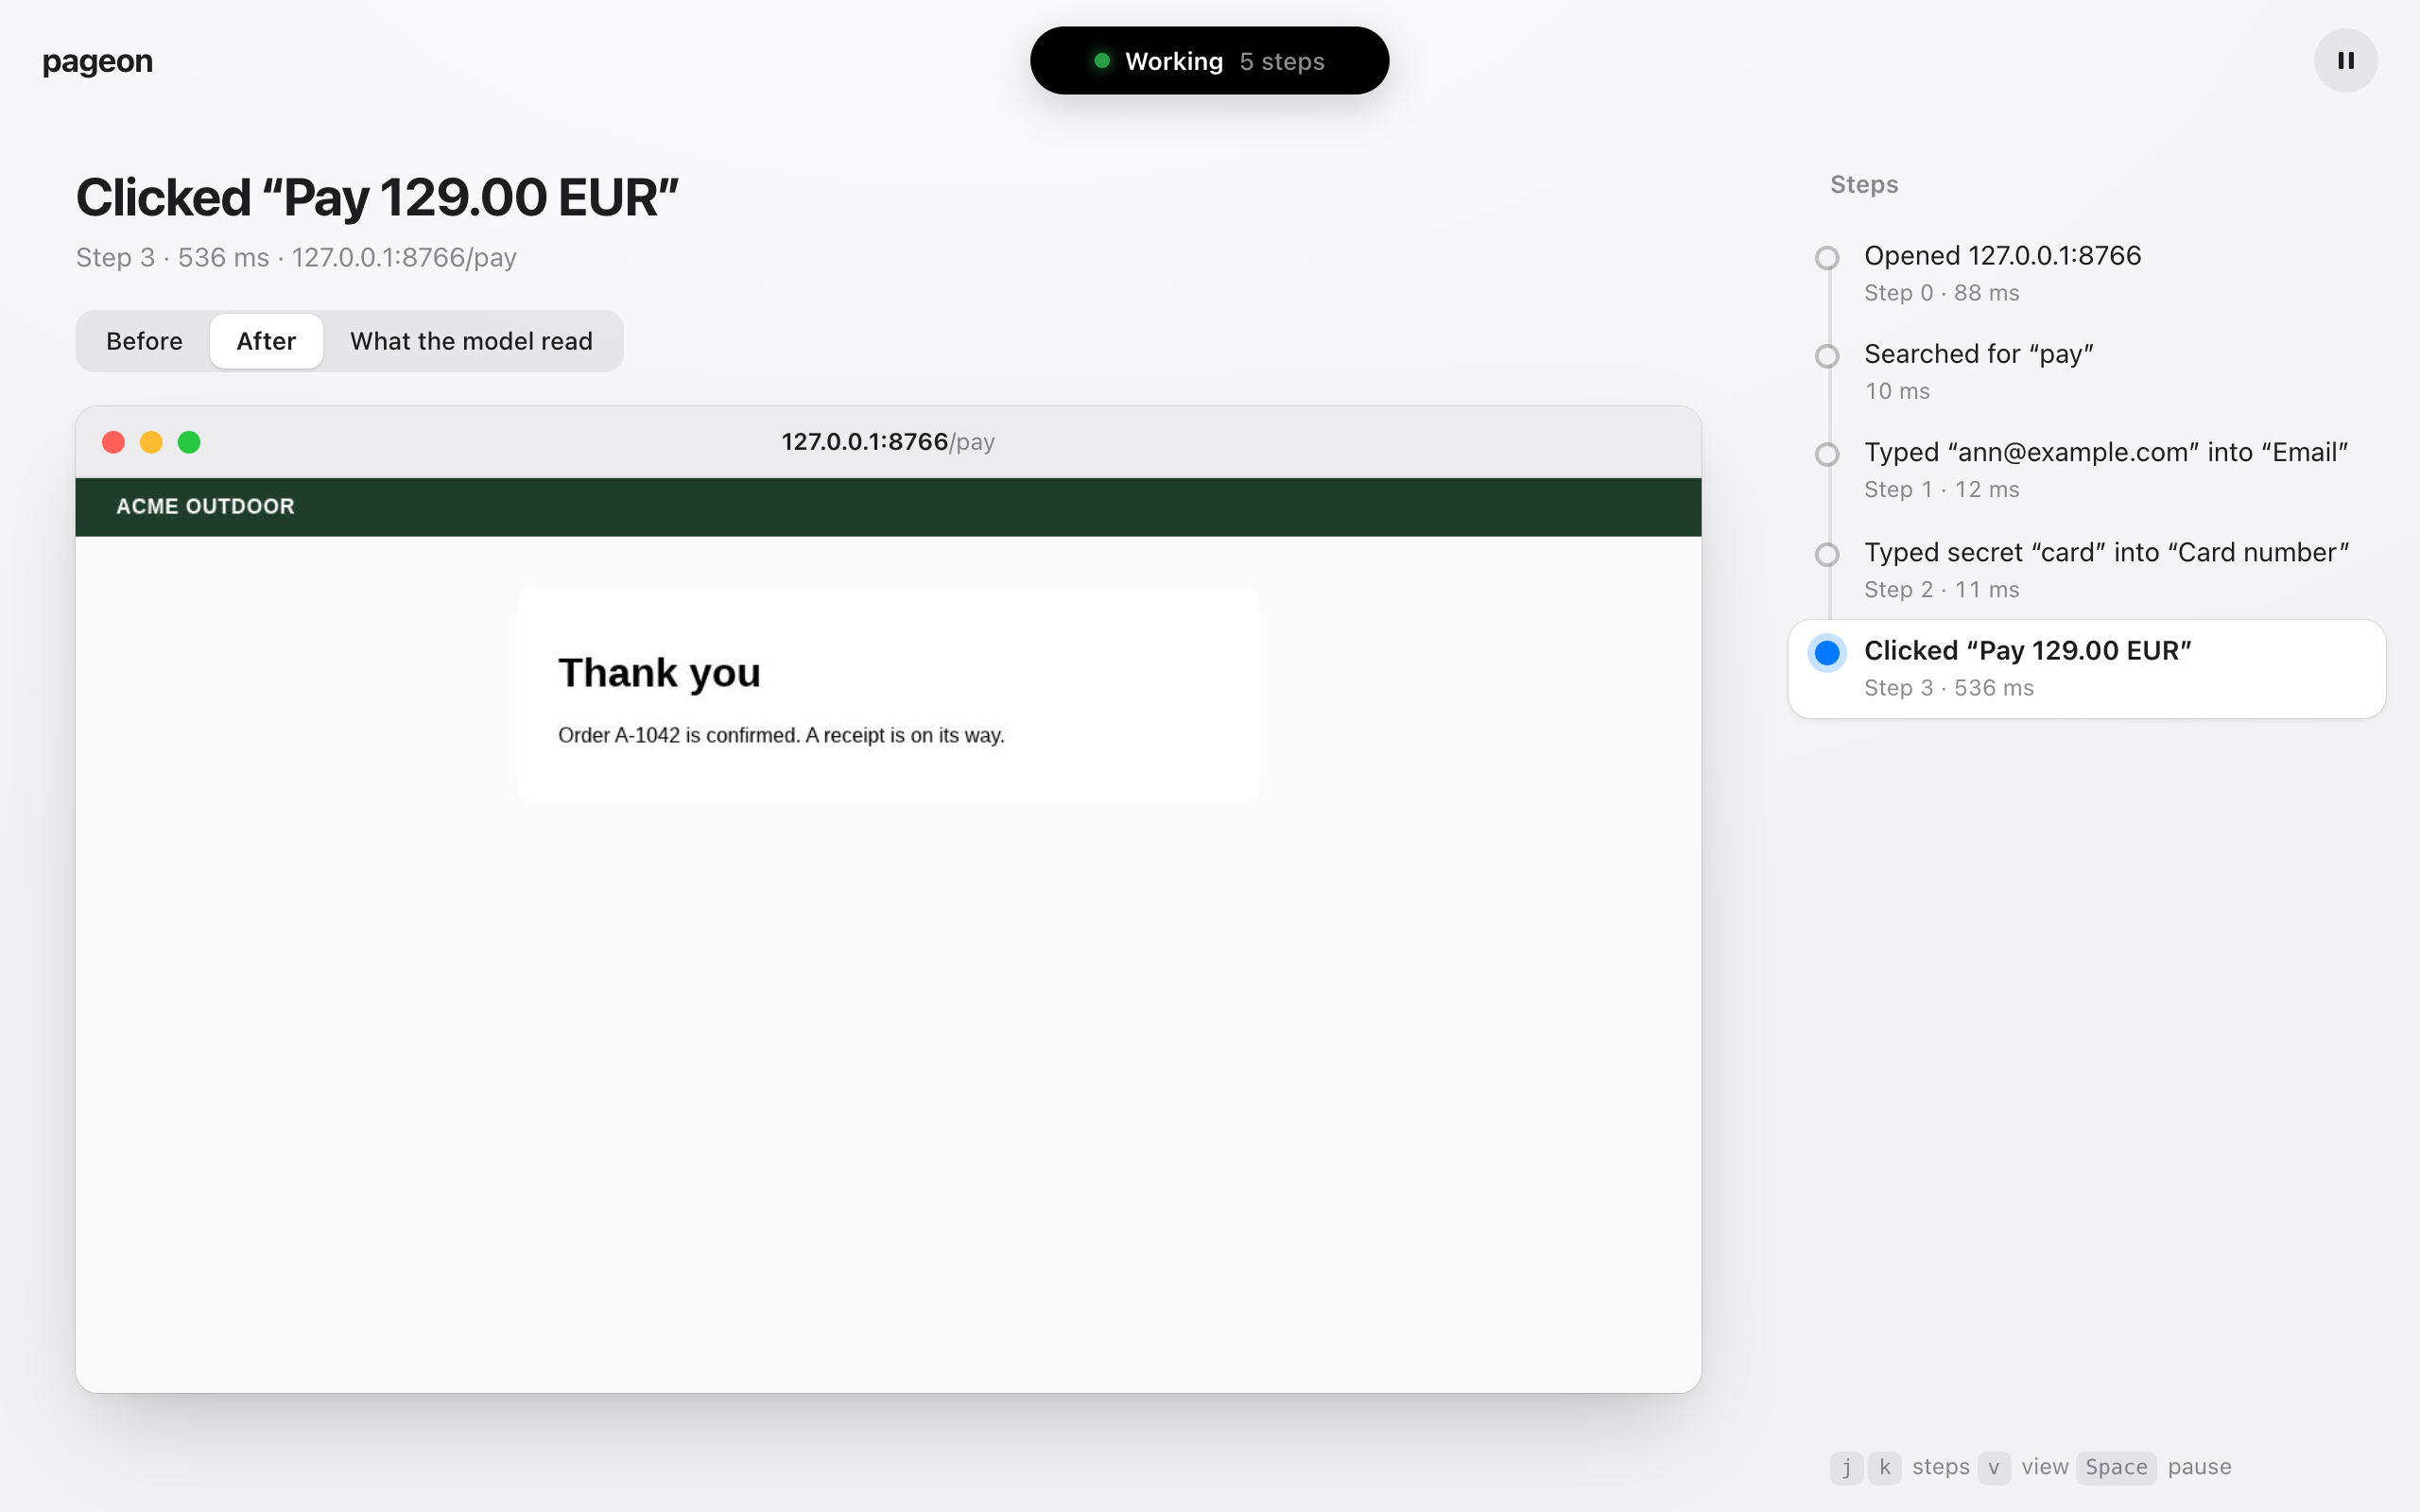 pageon
Working 5 steps
Clicked “Pay 129.00 EUR”
Step 3 · 536 ms · 127.0.0.1:8766/pay
Before After What the model read
127.0.0.1:8766/pay
ACME OUTDOOR
Thank you
Order A-1042 is confirmed. A receipt is on its way.
Steps
Opened 127.0.0.1:8766
Step 0 · 88 ms
Searched for “pay”
10 ms
Typed “ann@example.com” into “Email”
Step 1 · 12 ms
Typed secret “card” into “Card number”
Step 2 · 11 ms
Clicked “Pay 129.00 EUR”
Step 3 · 536 ms
j k steps v view Space pause